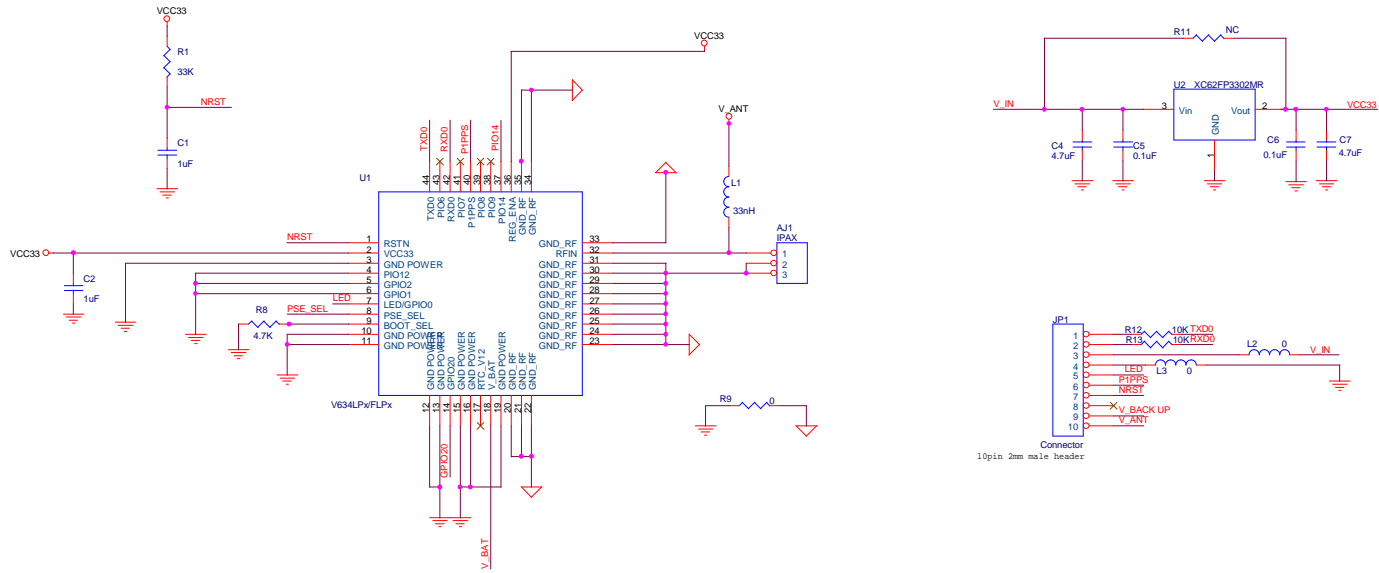 VCC33
R1
33K
NRST
C1
1uF
VCC33
V_ANT
L1
33nH
TXD0
RXD0
P1PPS
PIO14
44
43
42
41
40
39
38
37
36
35
34
TXD0
PIO6
RXD0
PIO7
P1PPS
PIO8
PIO9
PIO14
REG_ENA
GND_RF
GND_RF
U1
NRST
1 RSTN
VCC33
2 VCC33
3 GND POWER
4 PIO12
5 GPIO2
6 GPIO1
LED
7 LED/GPIO0
PSE_SEL
8 PSE_SEL
9 BOOT_SEL
10 GND POWER
11 GND POWER
C2
1uF
R8
4.7K
GND_RF 33
RFIN 32
GND_RF 31
GND_RF 30
GND_RF 29
GND_RF 28
GND_RF 27
GND_RF 26
GND_RF 25
GND_RF 24
GND_RF 23
AJ1
IPAX
1
2
3
GND POWER
GND POWER
GPIO20
GND POWER
GND POWER
RTC_V12
V_BAT
GND POWER
GND_RF
GND_RF
GND_RF
V634LPx/FLPx
12
13
14
15
16
17
18
19
20
21
22
GPIO20
V_BAT
R9
0
R11
NC
U2 XC62FP3302MR
V_IN
3 Vin
Vout 2
VCC33
GND
1
C4
4.7uF
C5
0.1uF
C6
0.1uF
C7
4.7uF
JP1
1 R12 10K TXD0
2 R13 10K RXD0
3 L2 0 V_IN
4 L3 0
5 LED
6 P1PPS
7 NRST
8
9 V_BACK UP
10 V_ANT
Connector
10pin 2mm male header